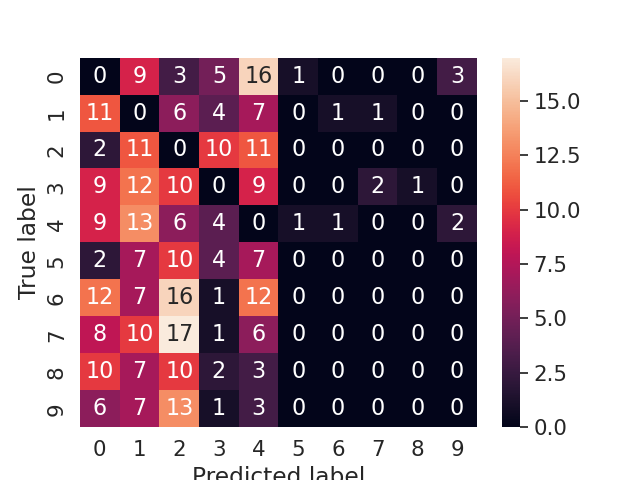 0 0 9 3 5 16 1 0 0 0 3
1 11 0 6 4 7 0 1 1 0 0
2 2 11 0 10 11 0 0 0 0 0
3 9 12 10 0 9 0 0 2 1 0
4 9 13 6 4 0 1 1 0 0 2
5 2 7 10 4 7 0 0 0 0 0
6 12 7 16 1 12 0 0 0 0 0
7 8 10 17 1 6 0 0 0 0 0
8 10 7 10 2 3 0 0 0 0 0
9 6 7 13 1 3 0 0 0 0 0
0 1 2 3 4 5 6 7 8 9
True label
Predicted label
15.0
12.5
10.0
7.5
5.0
2.5
0.0